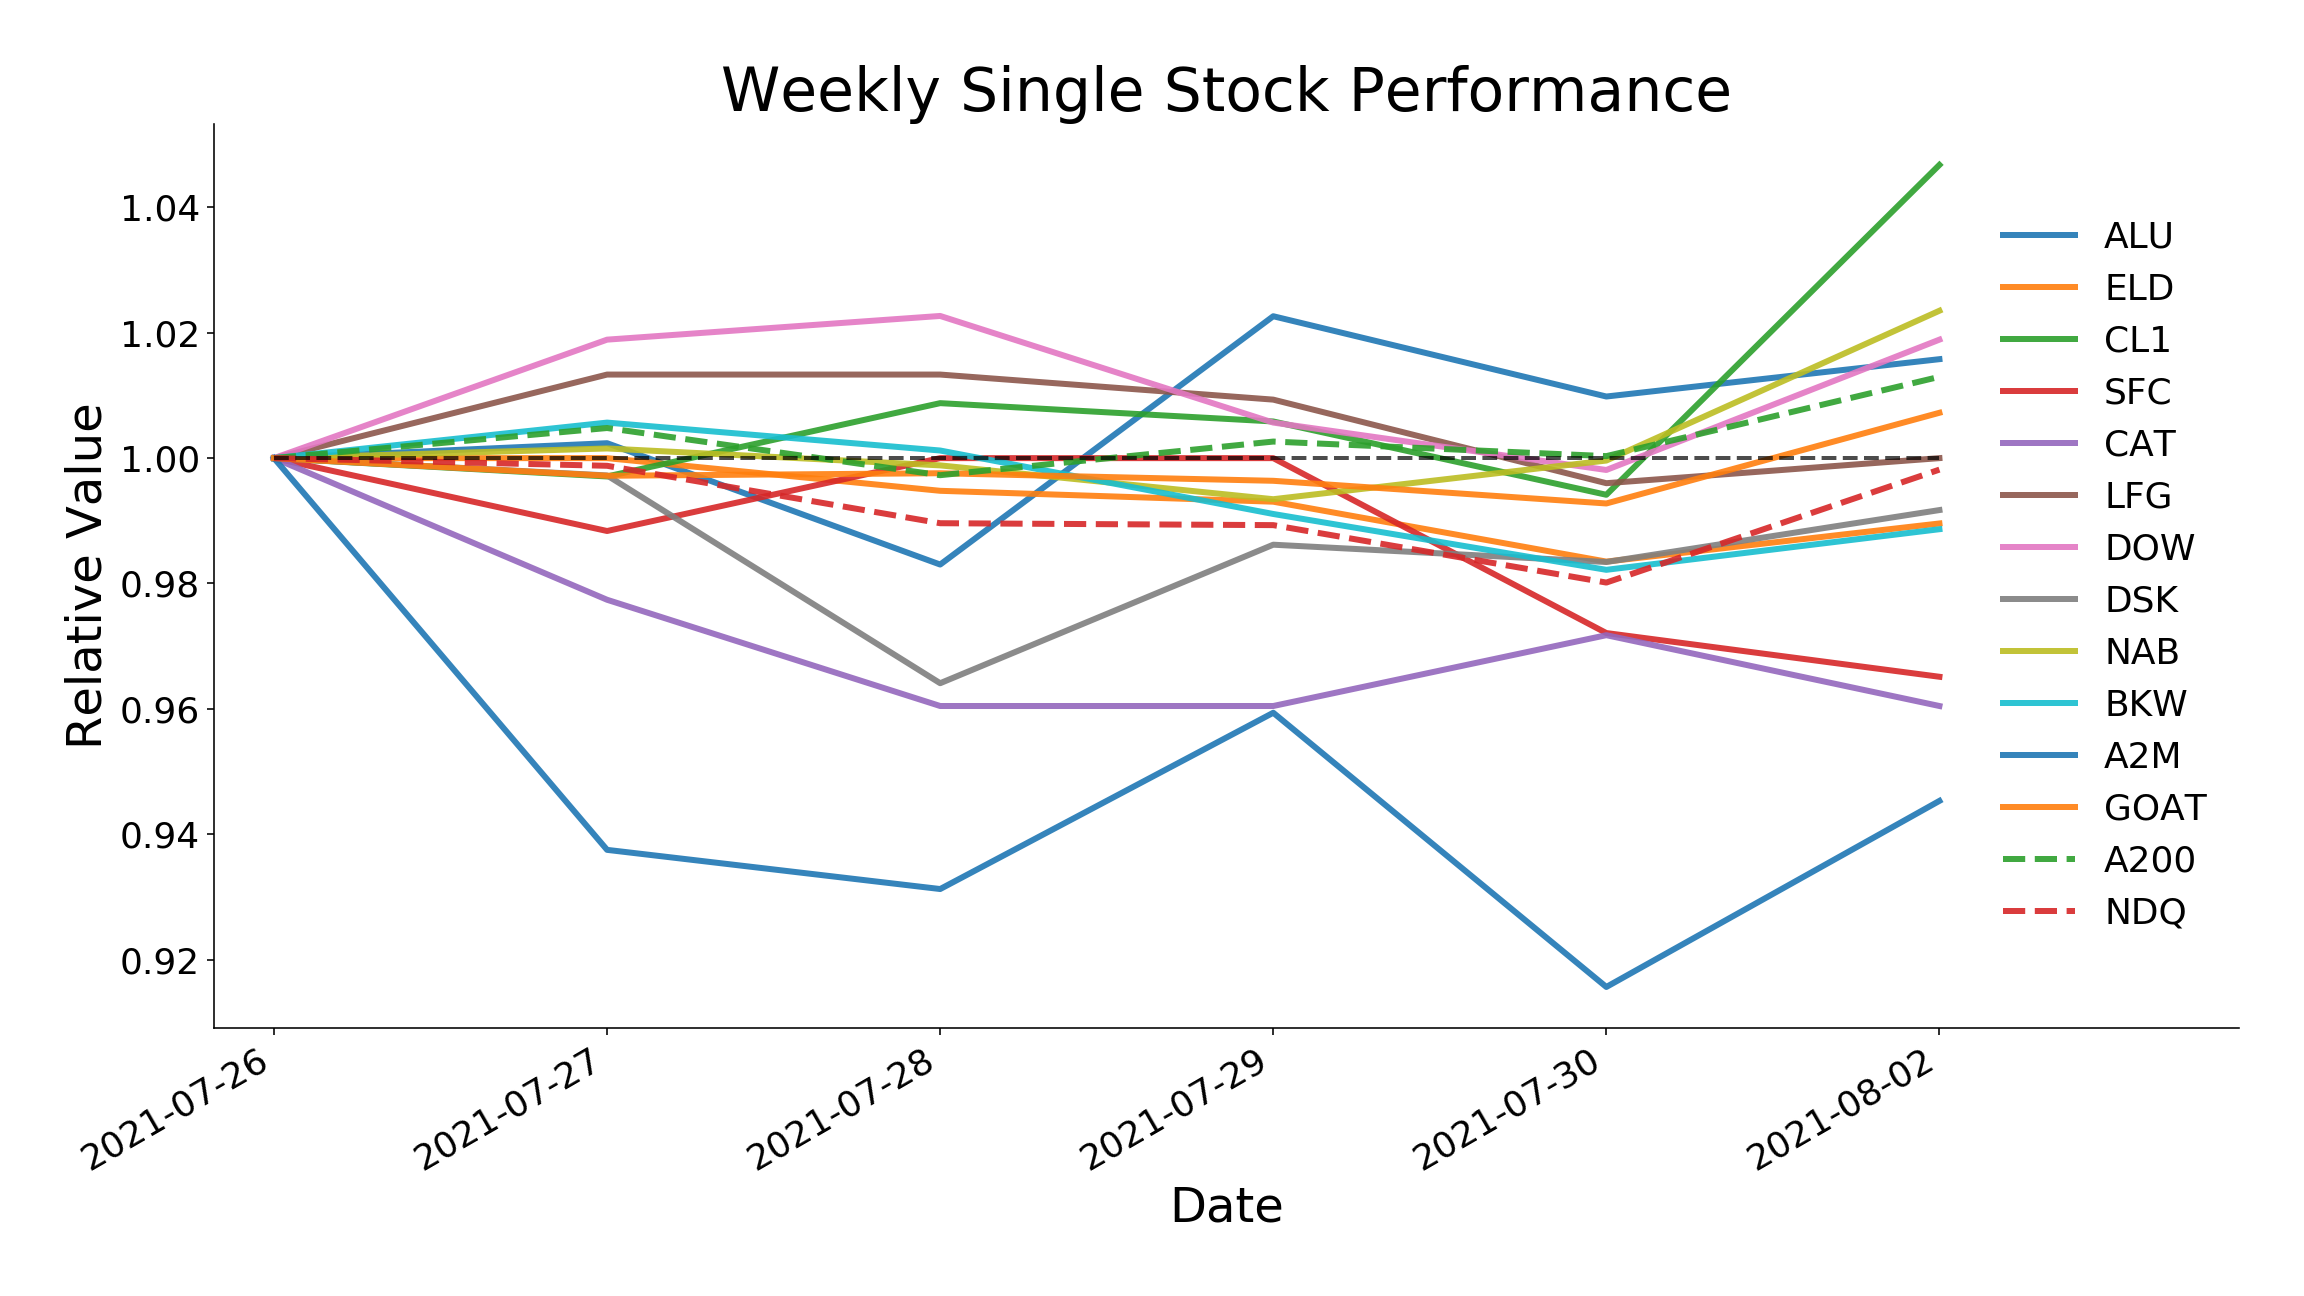 Weekly Single Stock Performance
Relative Value
1.04
1.02
1.00
0.98
0.96
0.94
0.92
2021-07-26
2021-07-27
2021-07-28
2021-07-29
2021-07-30
2021-08-02
Date
ALU
ELD
CL1
SFC
CAT
LFG
DOW
DSK
NAB
BKW
A2M
GOAT
A200
NDQ